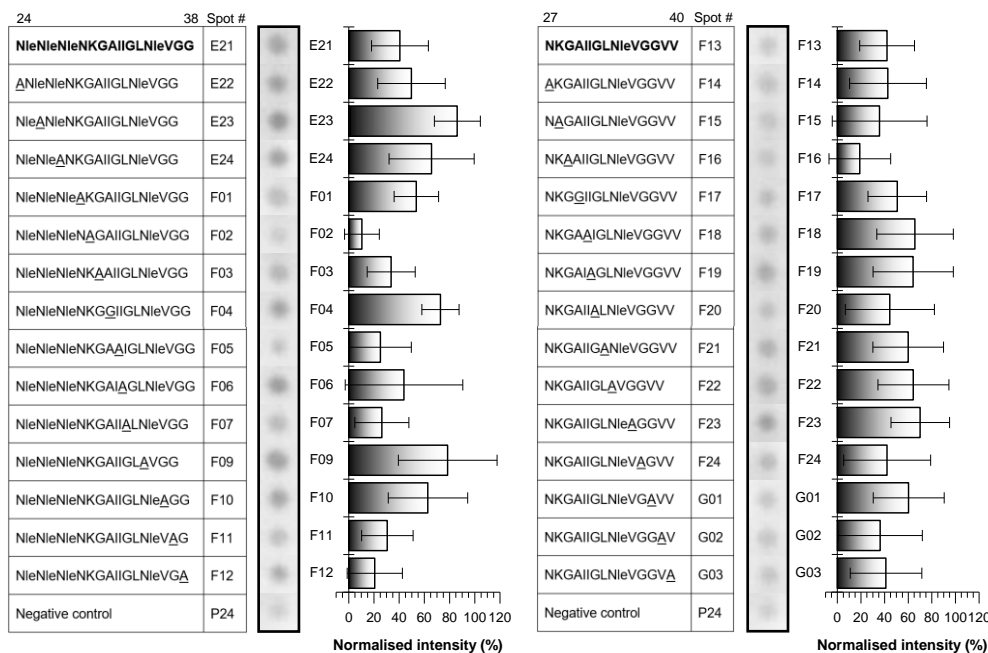 24 38 Spot #
NleNleNleNKGAIIGLNleVGG E21
ANleNleNKGAIIGLNleVGG E22
NleANleNKGAIIGLNleVGG E23
NleNleANKGAIIGLNleVGG E24
NleNleNleAKGAIIGLNleVGG F01
NleNleNleNAGAIIGLNleVGG F02
NleNleNleNKAAIIGLNleVGG F03
NleNleNleNKGGIIGLNleVGG F04
NleNleNleNKGAAIGLNleVGG F05
NleNleNleNKGAIAGLNleVGG F06
NleNleNleNKGAIIALNleVGG F07
NleNleNleNKGAIIGLAVGG F09
NleNleNleNKGAIIGLNleAGG F10
NleNleNleNKGAIIGLNleVAG F11
NleNleNleNKGAIIGLNleVGA F12
Negative control P24
E21
E22
E23
E24
F01
F02
F03
F04
F05
F06
F07
F09
F10
F11
F12
0 20 40 60 80 100 120
Normalised intensity (%)
27 40 Spot #
NKGAIIGLNleVGGVV F13
AKGAIIGLNleVGGVV F14
NAGAIIGLNleVGGVV F15
NKAAIIGLNleVGGVV F16
NKGGIIGLNleVGGVV F17
NKGAAIGLNleVGGVV F18
NKGAIAGLNleVGGVV F19
NKGAIIALNleVGGVV F20
NKGAIIGANleVGGVV F21
NKGAIIGLAVGGVV F22
NKGAIIGLNleAGGVV F23
NKGAIIGLNleVAGVV F24
NKGAIIGLNleVGAVV G01
NKGAIIGLNleVGGAV G02
NKGAIIGLNleVGGVA G03
Negative control P24
F13
F14
F15
F16
F17
F18
F19
F20
F21
F22
F23
F24
G01
G02
G03
0 20 40 60 80 100 120
Normalised intensity (%)